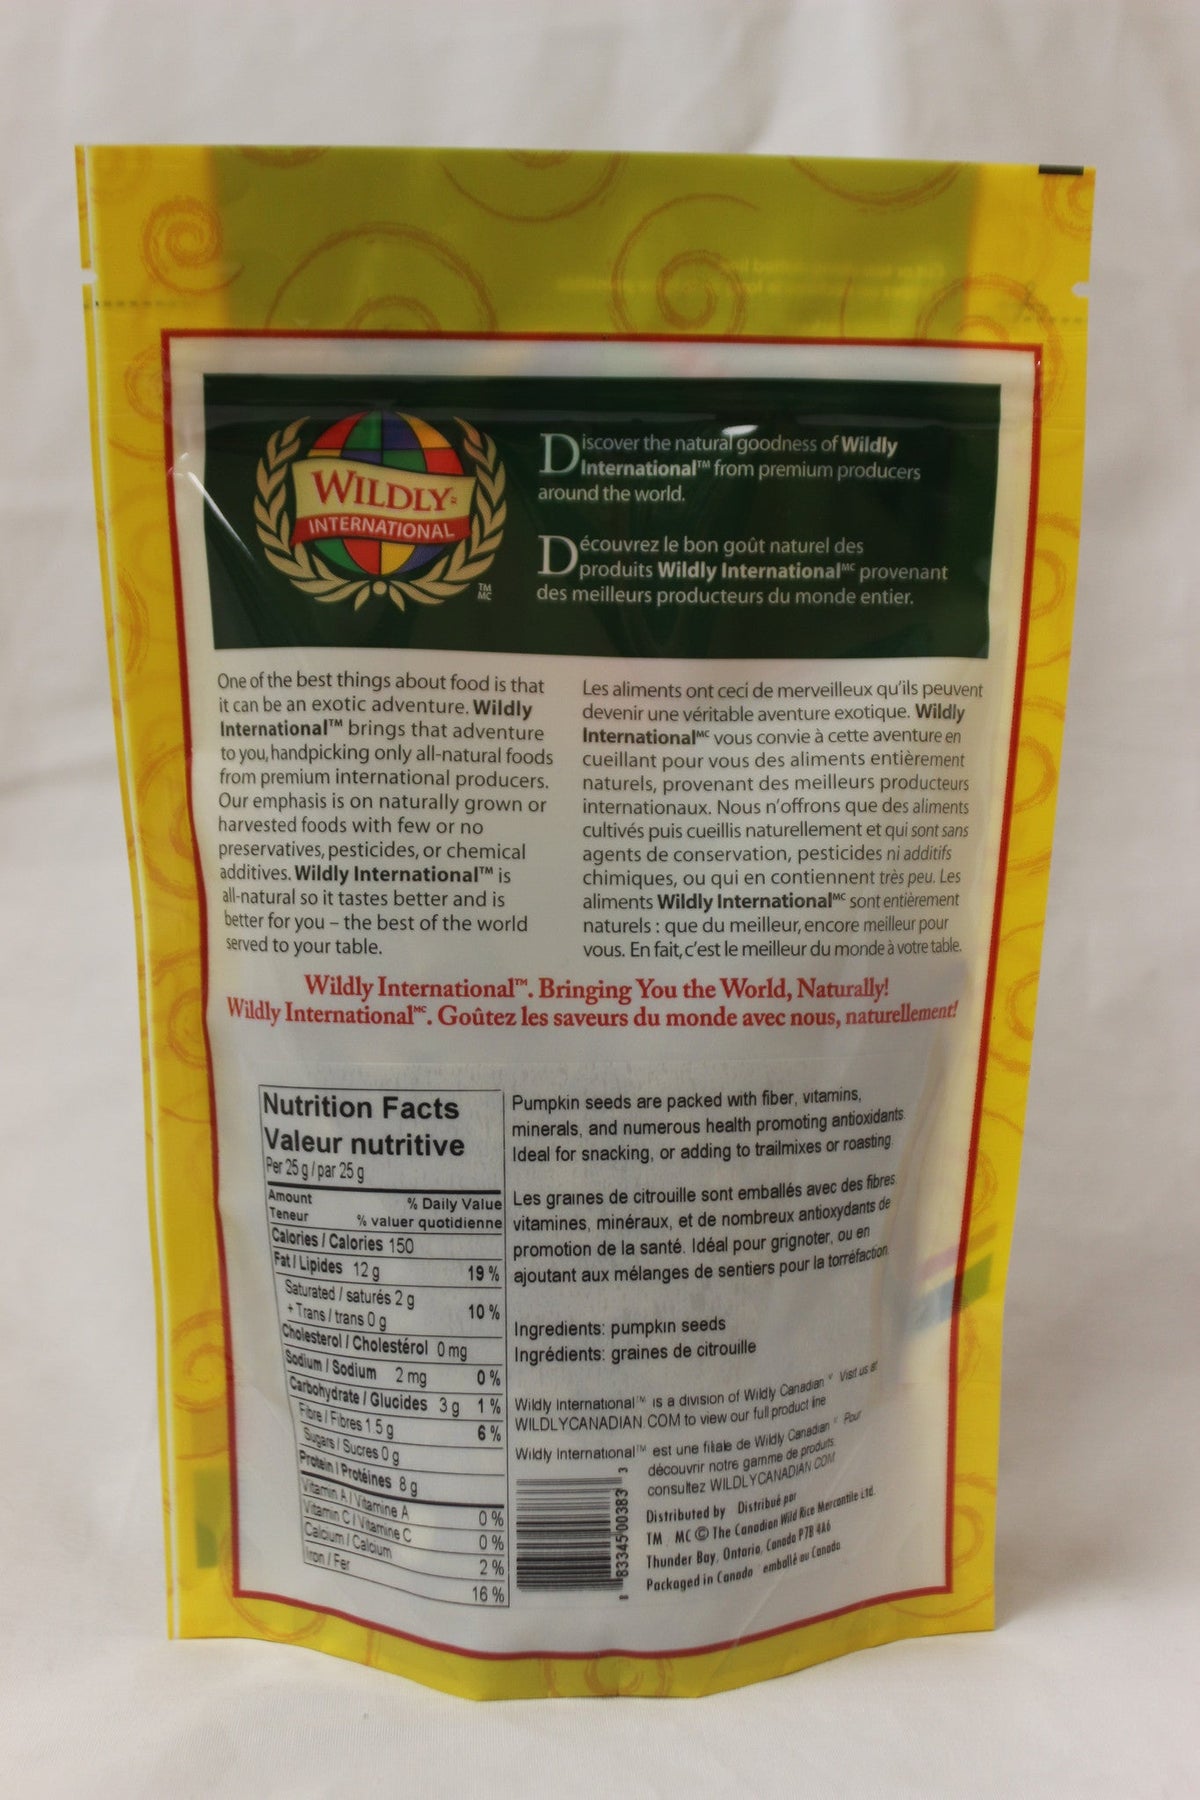 WILDLY
INTERNATIONAL
TM
MC
Discover the natural goodness of Wildly
International™ from premium producers
around the world.
Découvrez le bon goût naturel des
produits Wildly Internationalᴹᶜ provenant
des meilleurs producteurs du monde entier.
One of the best things about food is that
it can be an exotic adventure. Wildly
International™ brings that adventure
to you, handpicking only all-natural foods
from premium international producers.
Our emphasis is on naturally grown or
harvested foods with few or no
preservatives, pesticides, or chemical
additives. Wildly International™ is
all-natural so it tastes better and is
better for you – the best of the world
served to your table.
Les aliments ont ceci de merveilleux qu'ils peuvent
devenir une véritable aventure exotique. Wildly
Internationalᴹᶜ vous convie à cette aventure en
cueillant pour vous des aliments entièrement
naturels, provenant des meilleurs producteurs
internationaux. Nous n'offrons que des aliments
cultivés puis cueillis naturellement et qui sont sans
agents de conservation, pesticides ni additifs
chimiques, ou qui en contiennent très peu. Les
aliments Wildly Internationalᴹᶜ sont entièrement
naturels : que du meilleur, encore meilleur pour
vous. En fait, c'est le meilleur du monde à votre table.
Wildly International™. Bringing You the World, Naturally!
Wildly Internationalᴹᶜ. Goûtez les saveurs du monde avec nous, naturellement!
Nutrition Facts
Valeur nutritive
Per 25 g / par 25 g
Amount % Daily Value
Teneur % valuer quotidienne
Calories / Calories 150
Fat / Lipides 12 g 19 %
Saturated / saturés 2 g
+ Trans / trans 0 g 10 %
Cholesterol / Cholestérol 0 mg
Sodium / Sodium 2 mg 0 %
Carbohydrate / Glucides 3 g 1 %
Fibre / Fibres 1.5 g 6 %
Sugars / Sucres 0 g
Protein / Protéines 8 g
Vitamin A / Vitamine A 0 %
Vitamin C / Vitamine C 0 %
Calcium / Calcium 2 %
Iron / Fer 16 %
Pumpkin seeds are packed with fiber, vitamins,
minerals, and numerous health promoting antioxidants.
Ideal for snacking, or adding to trailmixes or roasting.
Les graines de citrouille sont emballés avec des fibres,
vitamines, minéraux, et de nombreux antioxydants de
promotion de la santé. Idéal pour grignoter, ou en
ajoutant aux mélanges de sentiers pour la torréfaction.
Ingredients: pumpkin seeds
Ingrédients: graines de citrouille
Wildly International™ is a division of Wildly Canadian Visit us at
WILDLYCANADIAN.COM to view our full product line
Wildly International™ est une filiale de Wildly Canadian Pour
découvrir notre gamme de produits
consultez WILDLYCANADIAN.COM
8 83345 00383 3
Distributed by Distribué par
TM MC © The Canadian Wild Rice Mercantile Ltd.
Thunder Bay, Ontario, Canada P7B 4A6
Packaged in Canada emballé au Canada